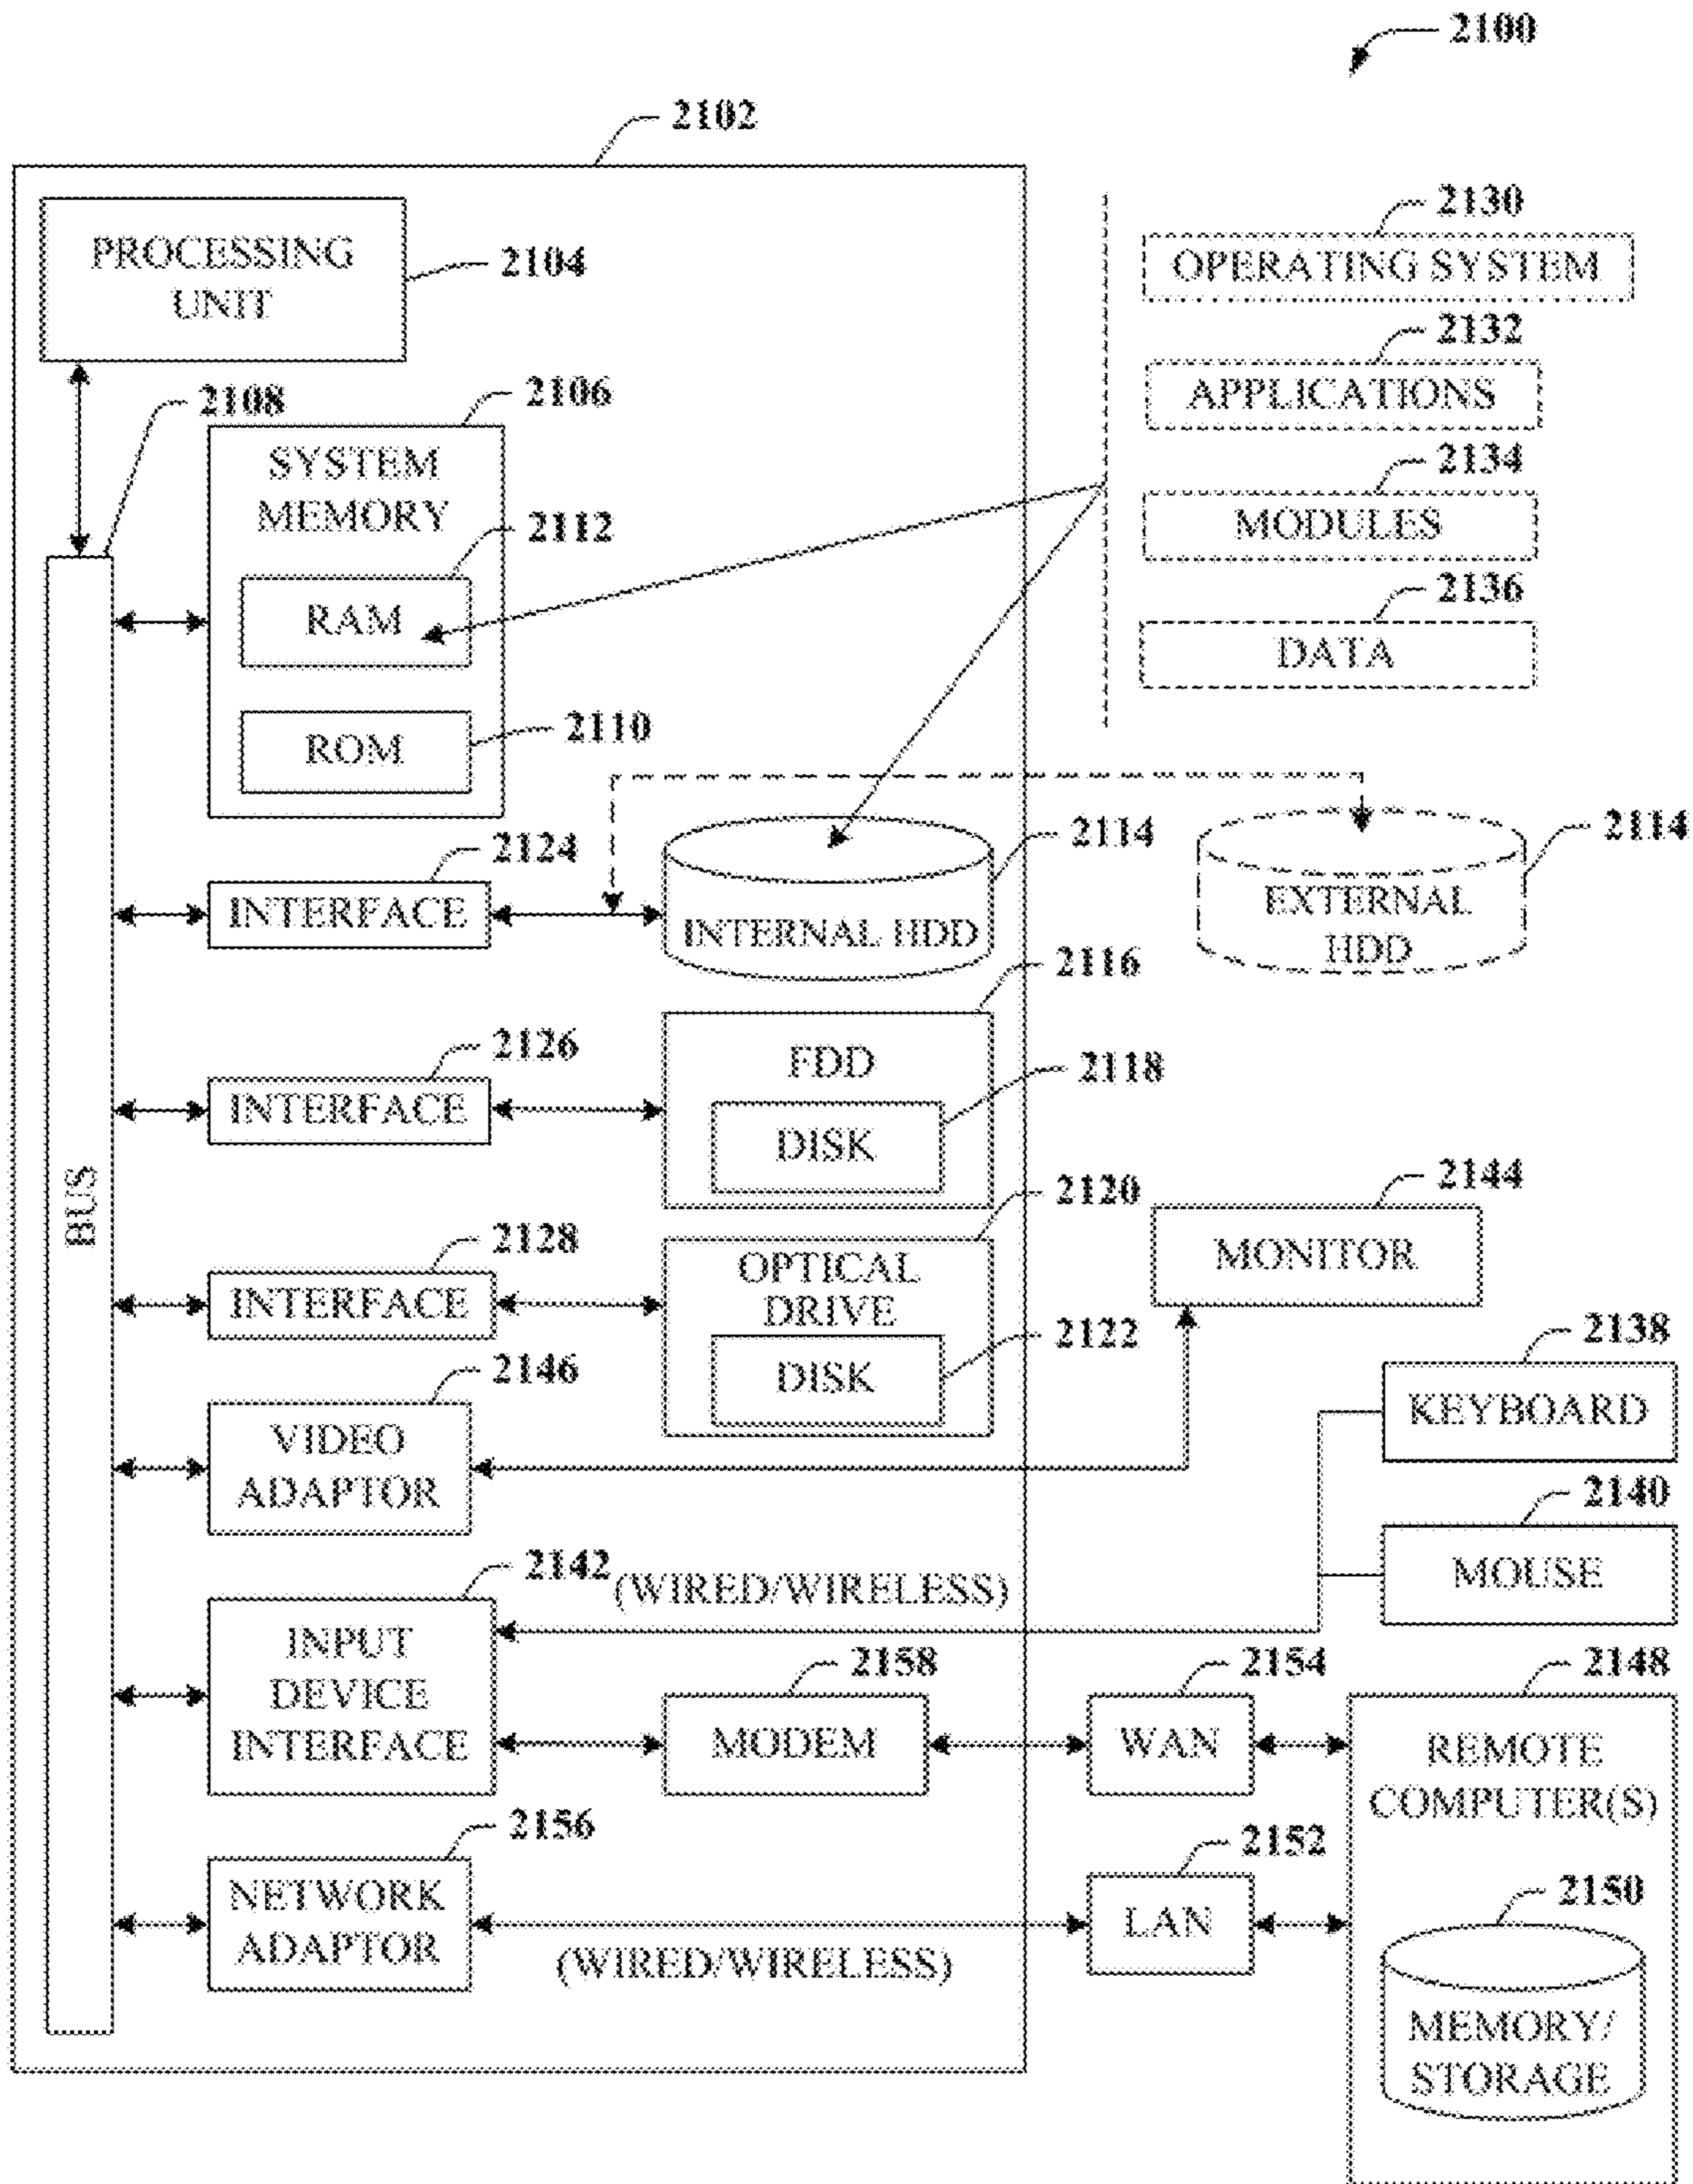 2100
2102
PROCESSING
UNIT
2104
2130
OPERATING SYSTEM
2132
APPLICATIONS
2134
MODULES
2136
DATA
2108
2106
SYSTEM
MEMORY
2112
RAM
2110
ROM
2124
INTERFACE
2114
INTERNAL HDD
2114
EXTERNAL
HDD
2126
INTERFACE
2116
FDD
2118
DISK
BUS
2128
INTERFACE
2120
OPTICAL
DRIVE
2122
DISK
2144
MONITOR
2146
VIDEO
ADAPTOR
2138
KEYBOARD
2140
MOUSE
2142
(WIRED/WIRELESS)
INPUT
DEVICE
INTERFACE
2158
MODEM
2154
WAN
2148
REMOTE
COMPUTER(S)
2156
NETWORK
ADAPTOR
(WIRED/WIRELESS)
2152
LAN
2150
MEMORY/
STORAGE